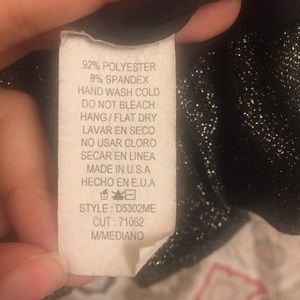 92% POLYESTER
8% SPANDEX
HAND WASH COLD
DO NOT BLEACH
HANG / FLAT DRY
LAVAR EN SECO
NO USAR CLORO
SECAR EN LINEA
MADE IN U.S.A
HECHO EN E.U.A
STYLE : D5302ME
CUT : 71062
M/MEDIANO